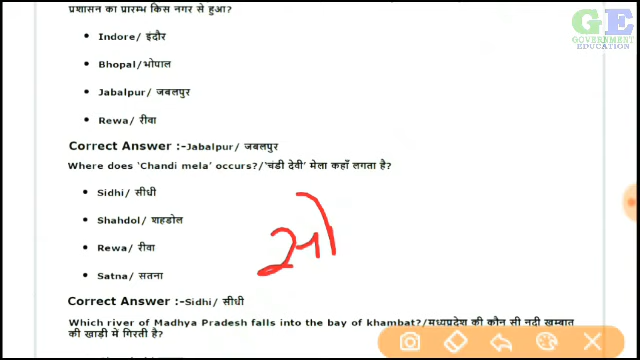 प्रशासन का प्रारम्भ किस नगर से हुआ?
GE
GOVERNMENT
EDUCATION
• Indore/ इंदौर
• Bhopal/भोपाल
• Jabalpur/ जबलपुर
• Rewa/ रीवा
Correct Answer :-Jabalpur/ जबलपुर
Where does 'Chandi mela' occurs?/'चंडी देवी' मेला कहाँ लगता है?
• Sidhi/ सीधी
• Shahdol/ शहडोल
• Rewa/ रीवा
• Satna/ सतना
Correct Answer :-Sidhi/ सीधी
Which river of Madhya Pradesh falls into the bay of khambat?/मध्यप्रदेश की कौन सी नदी खम्बात
की खाडी में गिरती है?